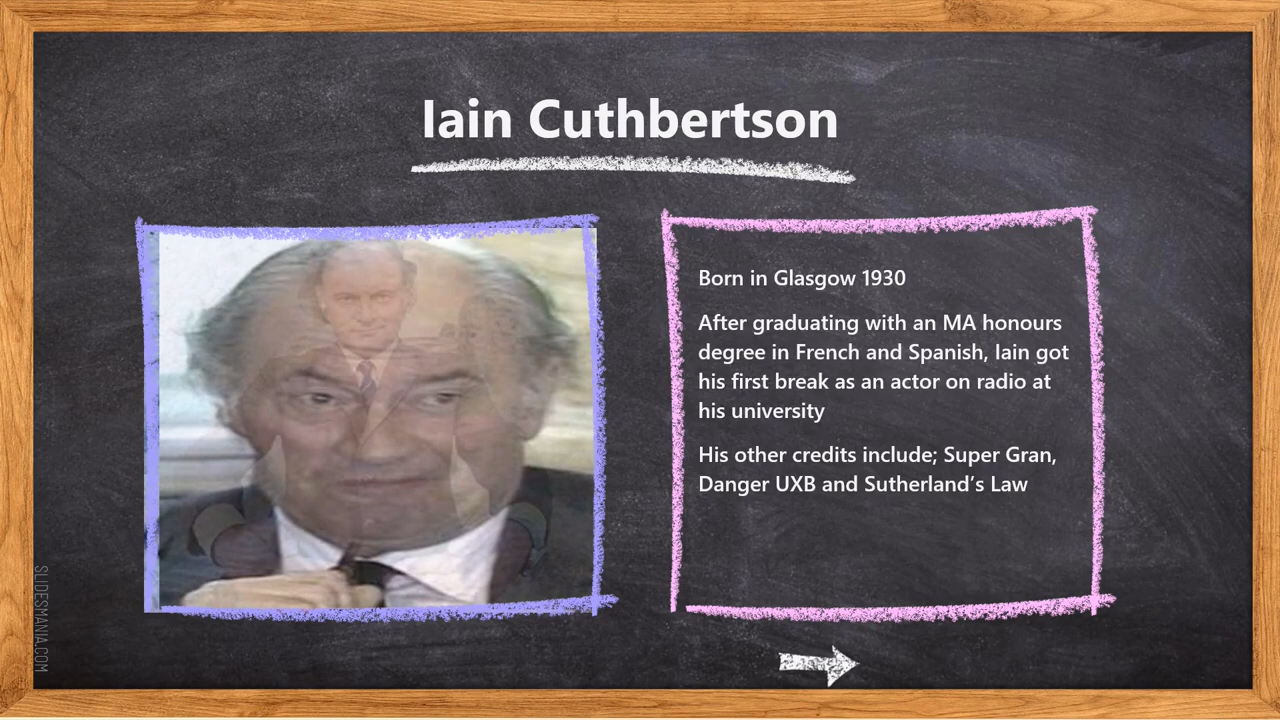 Iain Cuthbertson
Born in Glasgow 1930
After graduating with an MA honours
degree in French and Spanish, Iain got
his first break as an actor on radio at
his university
His other credits include; Super Gran,
Danger UXB and Sutherland’s Law
SLIDESMANIA.COM